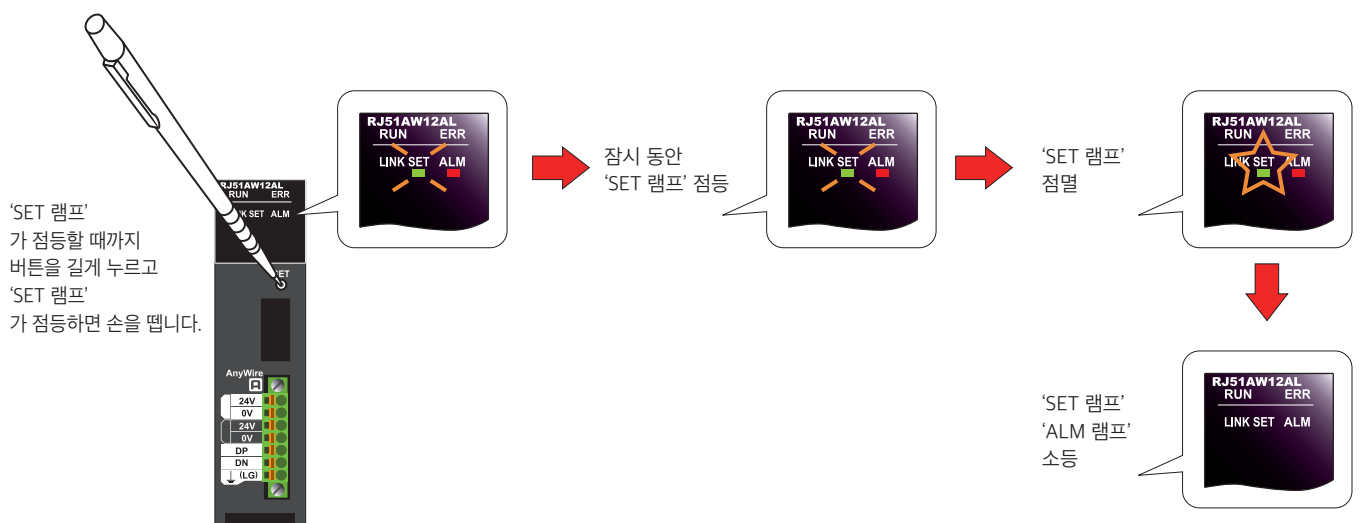 'SET 램프'
가 점등할 때까지
버튼을 길게 누르고
'SET 램프'
가 점등하면 손을 뗍니다.
RJ51AW12AL
RUN ERR
SET ALM
AnyWire
A
24V
0V
24V
0V
DP
DN
(LG)
RJ51AW12AL
RUN ERR
LINK SET ALM
잠시 동안
'SET 램프' 점등
RJ51AW12AL
RUN ERR
LINK SET ALM
'SET 램프'
점멸
RJ51AW12AL
RUN ERR
LINK SET ALM
'SET 램프'
'ALM 램프'
소등
RJ51AW12AL
RUN ERR
LINK SET ALM